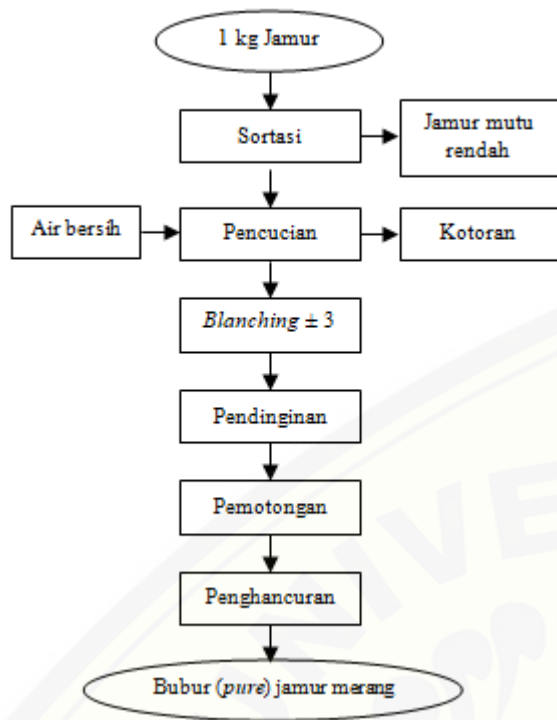 1 kg Jamur
Sortasi
Jamur mutu
rendah
Air bersih
Pencucian
Kotoran
Blanching ± 3
Pendinginan
Pemotongan
Penghancuran
Bubur (pure) jamur merang
NIVE